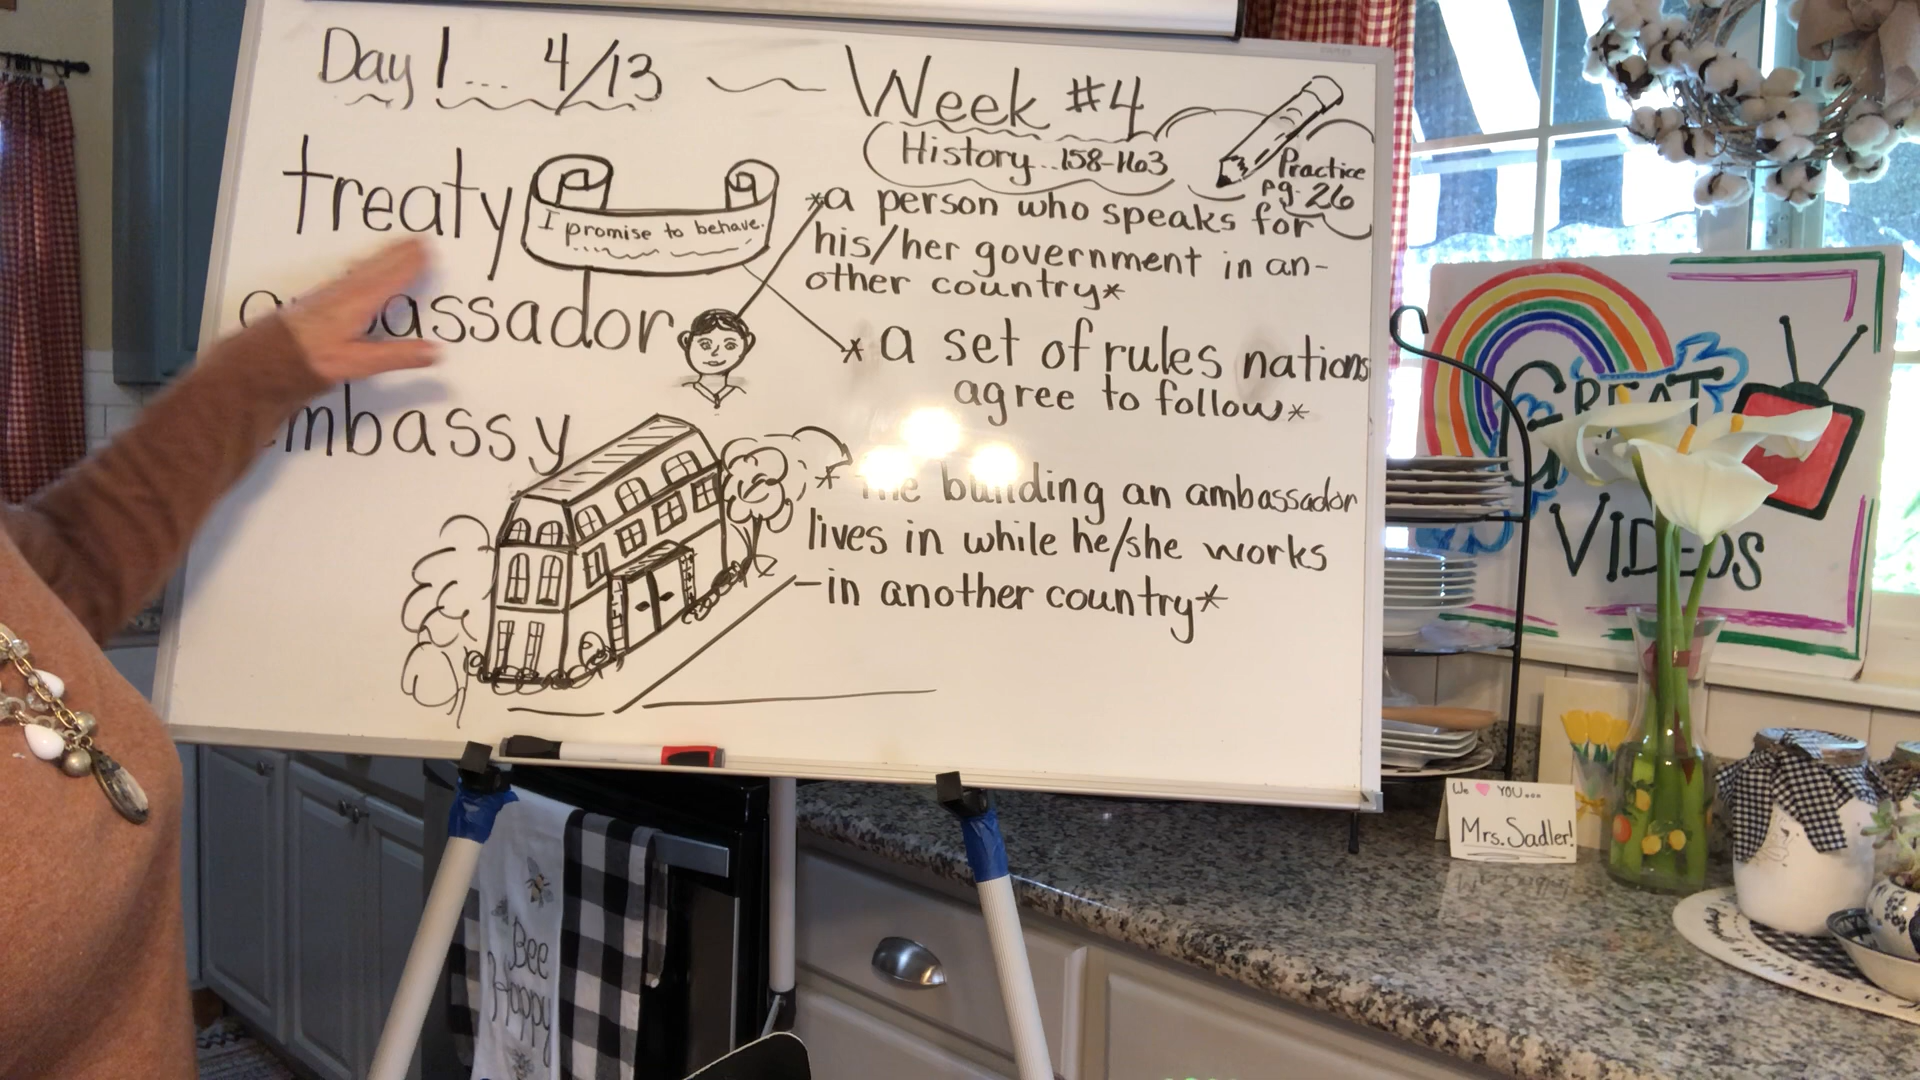 Day 1... 4/13
Week #4
History...158-163
Practice
pg. 26
treaty
I promise to behave.
*a person who speaks for
his/her government in an-
other country*
ambassador
* a set of rules nations
agree to follow*
embassy
* The building an ambassador
lives in while he/she works
in another country*
GREAT
VIDEOS
We YOU...
Mrs. Sadler!
Bee
Happy